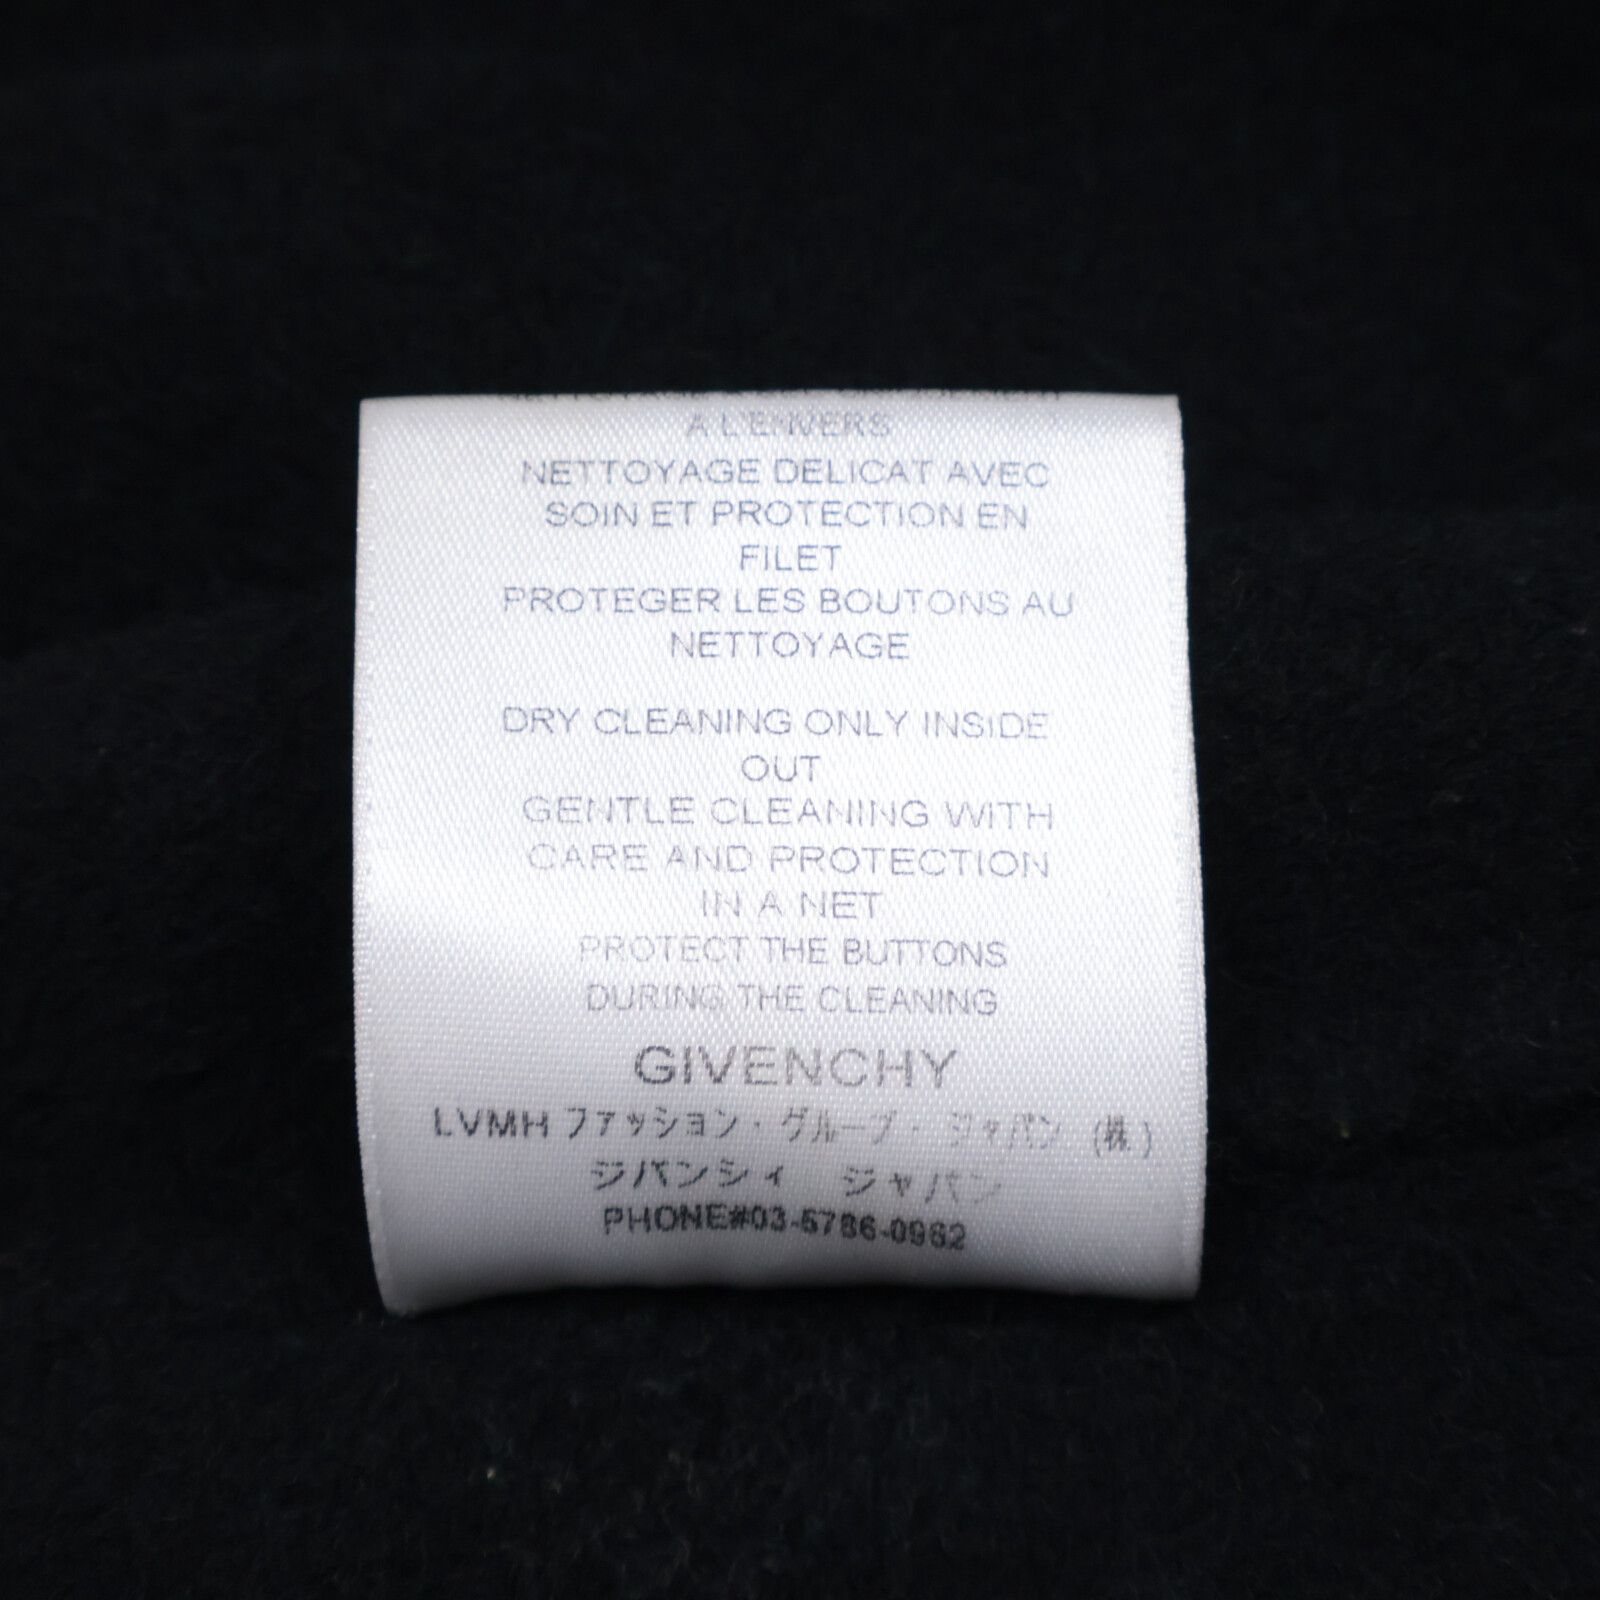 A L'ENVERS
NETTOYAGE DELICAT AVEC
SOIN ET PROTECTION EN
FILET
PROTEGER LES BOUTONS AU
NETTOYAGE
DRY CLEANING ONLY INSIDE
OUT
GENTLE CLEANING WITH
CARE AND PROTECTION
IN A NET
PROTECT THE BUTTONS
DURING THE CLEANING
GIVENCHY
LVMH ファッション・グループ・ジャパン (株)
ジバンシィ ジャパン
PHONE#03-5786-0962